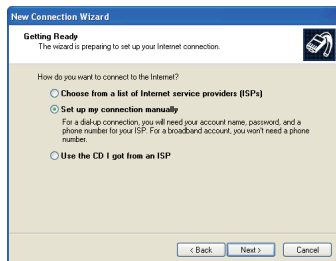 New Connection Wizard
Getting Ready
The wizard is preparing to set up your Internet connection.
How do you want to connect to the Internet?
Choose from a list of Internet service providers (ISPs)
Set up my connection manually
For a dial-up connection, you will need your account name, password, and a
phone number for your ISP. For a broadband account, you won't need a phone
number.
Use the CD I got from an ISP
< Back
Next >
Cancel